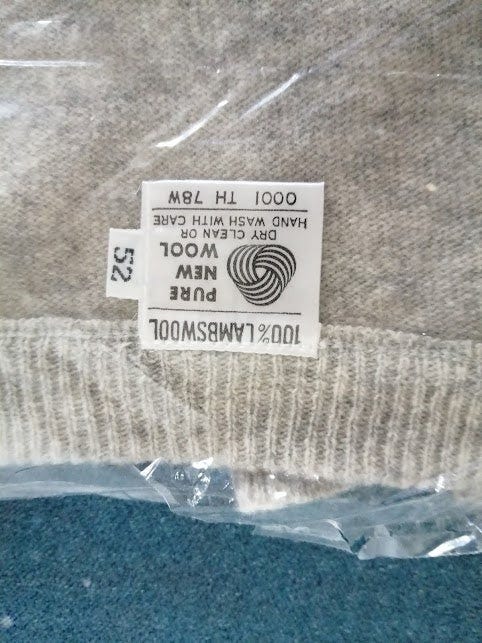 100% LAMBSWOOL
PURE
NEW
WOOL
DRY CLEAN OR
HAND WASH WITH CARE
0001 TH 78W
52